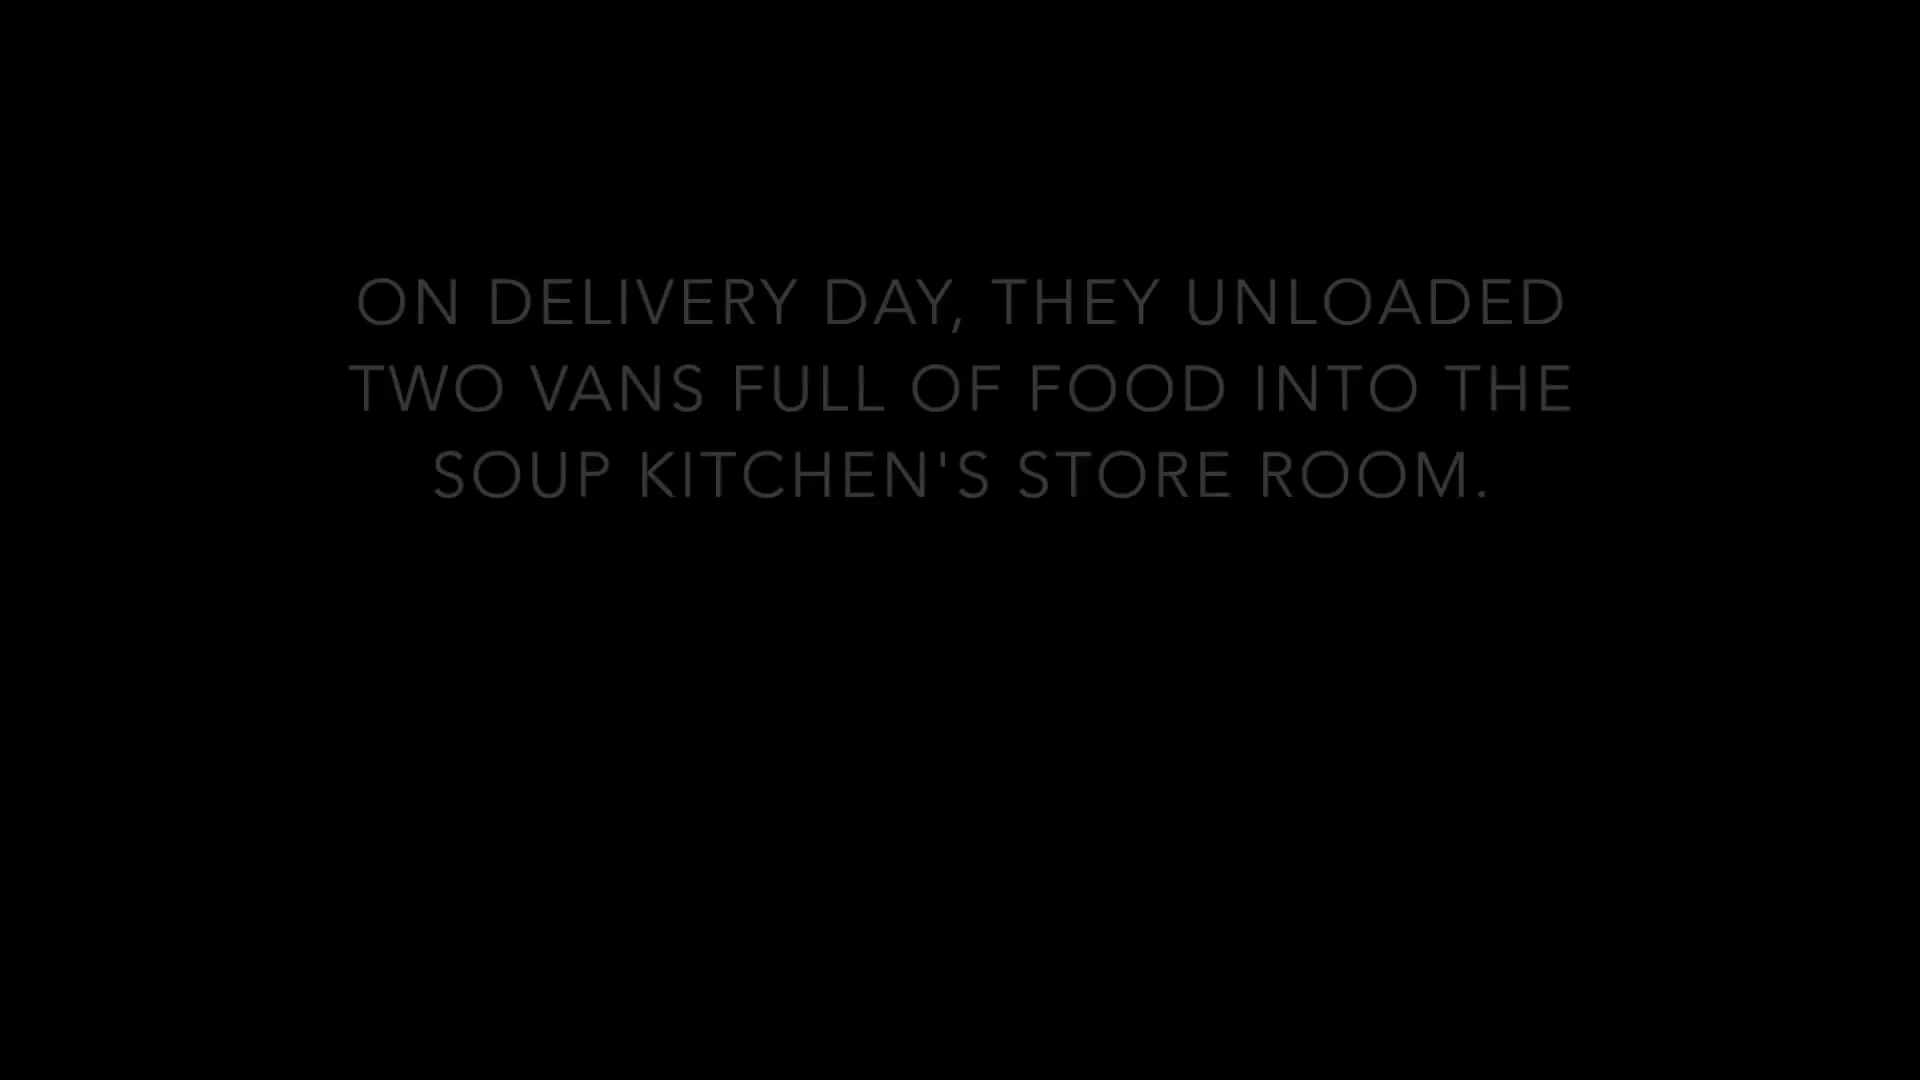 ON DELIVERY DAY, THEY UNLOADED
TWO VANS FULL OF FOOD INTO THE
SOUP KITCHEN'S STORE ROOM.